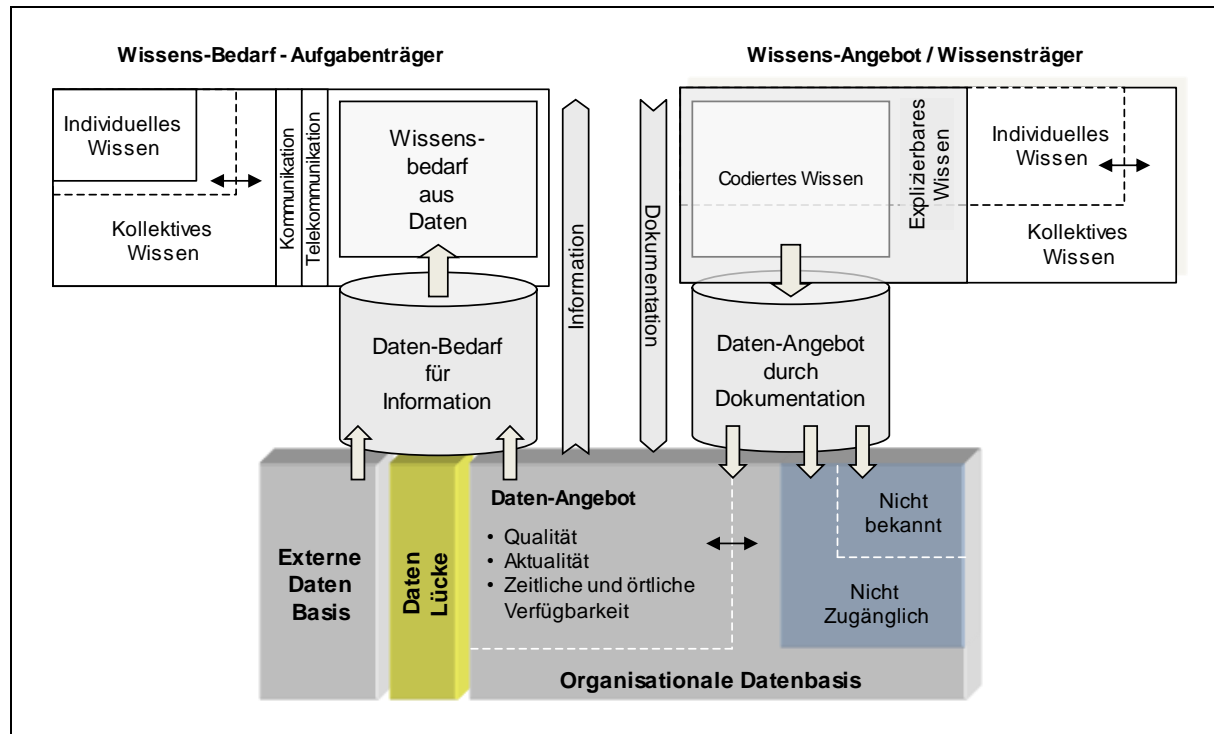 Wissens-Bedarf - Aufgabenträger
Individuelles
Wissen
Kollektives
Wissen
Kommunikation
Telekommunikation
Wissens-
bedarf
aus
Daten
Daten-Bedarf
für
Information
Information
Wissens-Angebot / Wissensträger
Dokumentation
Codiertes Wissen
Explizierbares
Wissen
Individuelles
Wissen
Kollektives
Wissen
Daten-Angebot
durch
Dokumentation
Externe
Daten
Basis
Daten
Lücke
Daten-Angebot
• Qualität
• Aktualität
• Zeitliche und örtliche
Verfügbarkeit
Nicht
bekannt
Nicht
Zugänglich
Organisationale Datenbasis